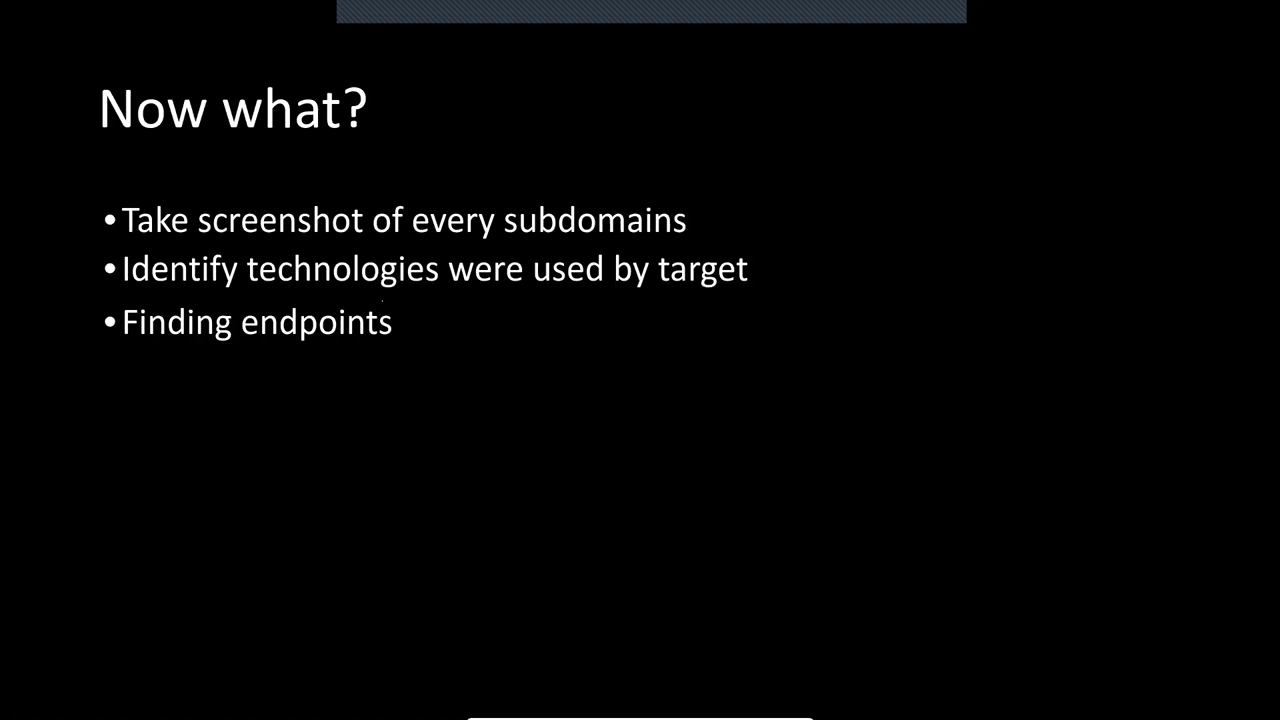 Now what?
•Take screenshot of every subdomains
•Identify technologies were used by target
•Finding endpoints